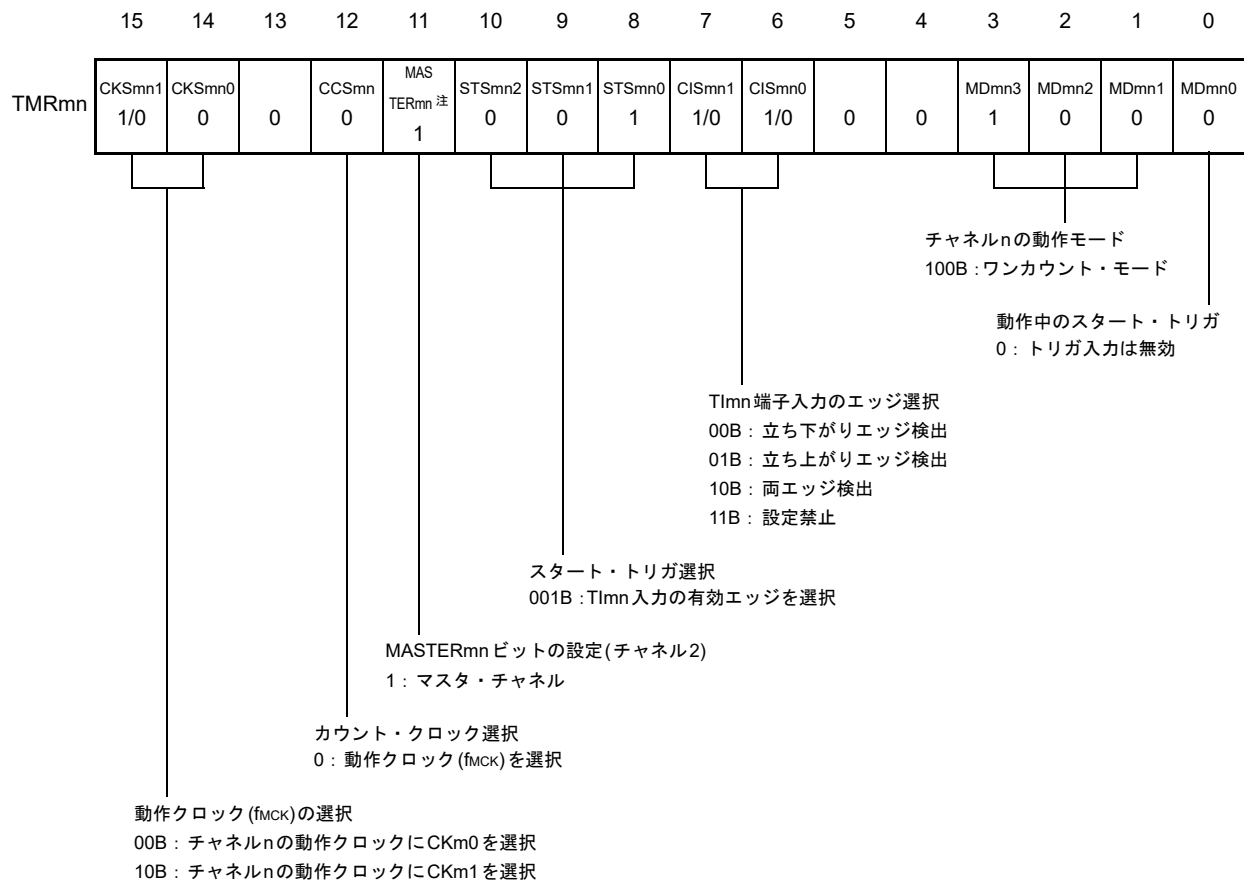 15 14 13 12 11 10 9 8 7 6 5 4 3 2 1 0
TMRmn
CKSmn1 1/0
CKSmn0 0
0
CCSmn 0
MAS
TERmn 注
1
STSmn2 0
STSmn1 0
STSmn0 1
CISmn1 1/0
CISmn0 1/0
0
0
MDmn3 1
MDmn2 0
MDmn1 0
MDmn0 0
チャネルnの動作モード
100B：ワンカウント・モード
動作中のスタート・トリガ
0：トリガ入力は無効
TImn端子入力のエッジ選択
00B：立ち下がりエッジ検出
01B：立ち上がりエッジ検出
10B：両エッジ検出
11B：設定禁止
スタート・トリガ選択
001B：TImn入力の有効エッジを選択
MASTERmnビットの設定(チャネル2)
1：マスタ・チャネル
カウント・クロック選択
0：動作クロック(fMCK)を選択
動作クロック(fMCK)の選択
00B：チャネルnの動作クロックにCKm0を選択
10B：チャネルnの動作クロックにCKm1を選択